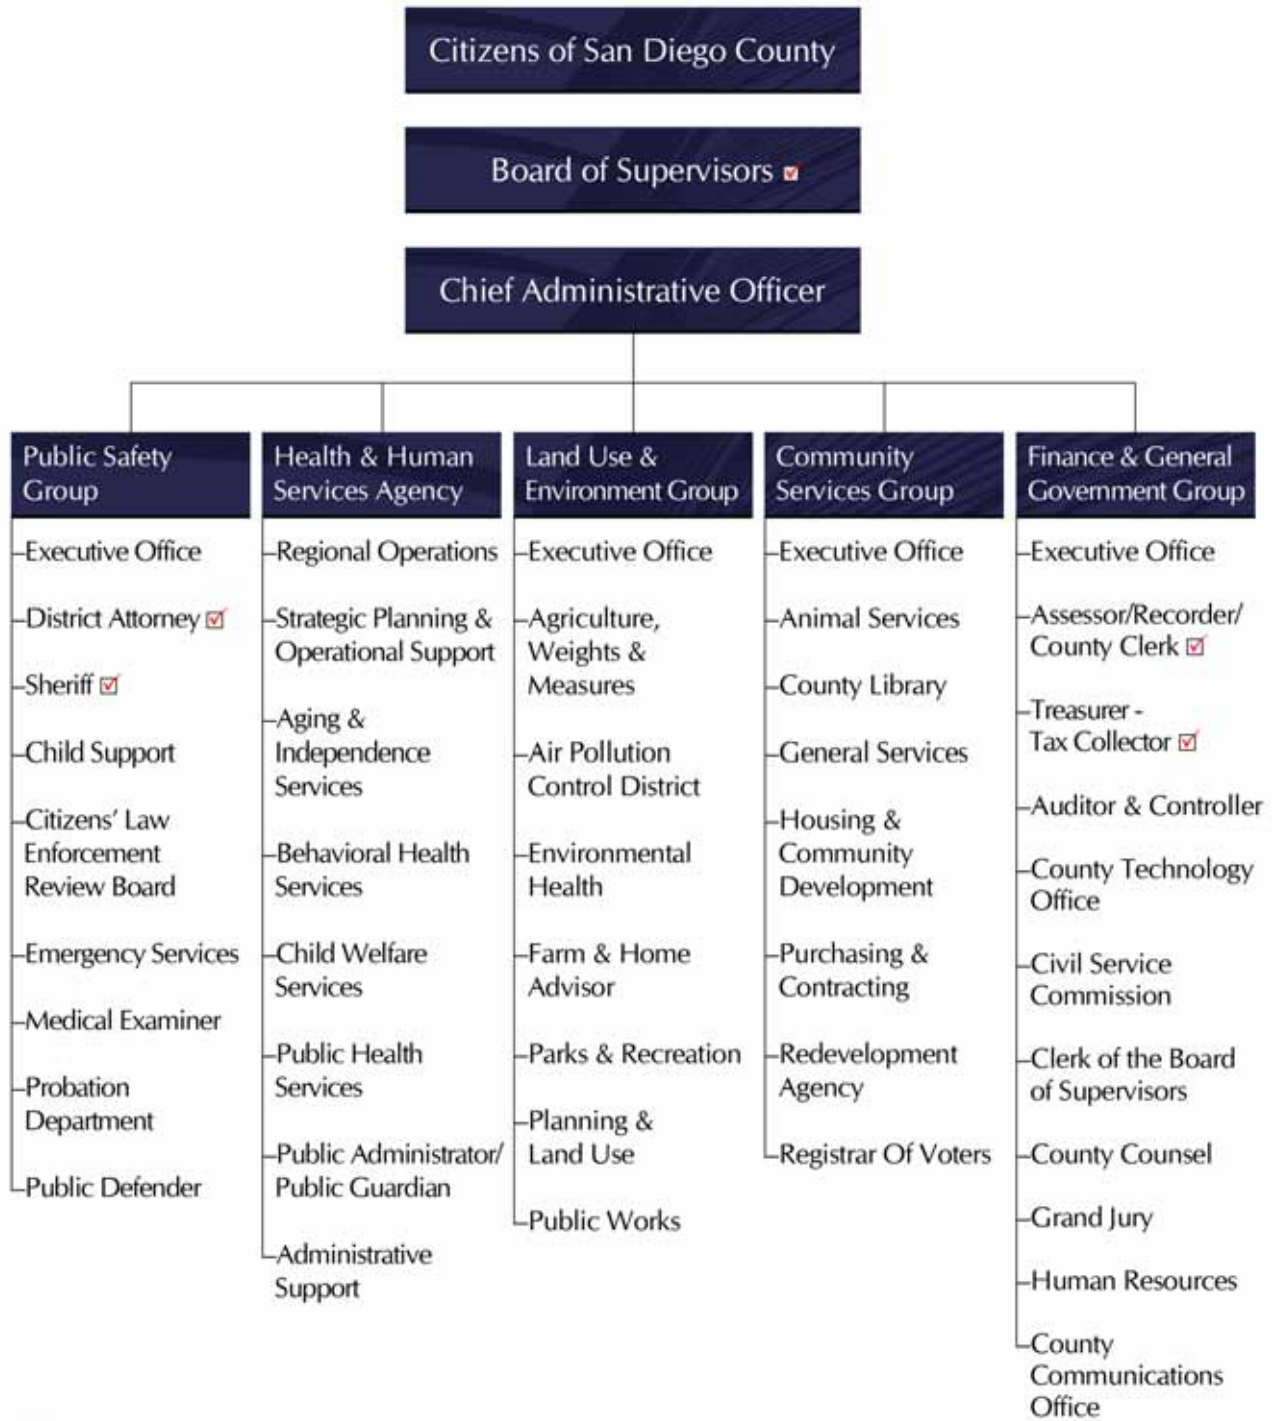 Citizens of San Diego County
Board of Supervisors
Chief Administrative Officer
Public Safety
Group
Executive Office
District Attorney
Sheriff
Child Support
Citizens' Law
Enforcement
Review Board
Emergency Services
Medical Examiner
Probation
Department
Public Defender
Health & Human
Services Agency
Regional Operations
Strategic Planning &
Operational Support
Aging &
Independence
Services
Behavioral Health
Services
Child Welfare
Services
Public Health
Services
Public Administrator/
Public Guardian
Administrative
Support
Land Use &
Environment Group
Executive Office
Agriculture,
Weights &
Measures
Air Pollution
Control District
Environmental
Health
Farm & Home
Advisor
Parks & Recreation
Planning &
Land Use
Public Works
Community
Services Group
Executive Office
Animal Services
County Library
General Services
Housing &
Community
Development
Purchasing &
Contracting
Redevelopment
Agency
Registrar Of Voters
Finance & General
Government Group
Executive Office
Assessor/Recorder/
County Clerk
Treasurer -
Tax Collector
Auditor & Controller
County Technology
Office
Civil Service
Commission
Clerk of the Board
of Supervisors
County Counsel
Grand Jury
Human Resources
County
Communications
Office